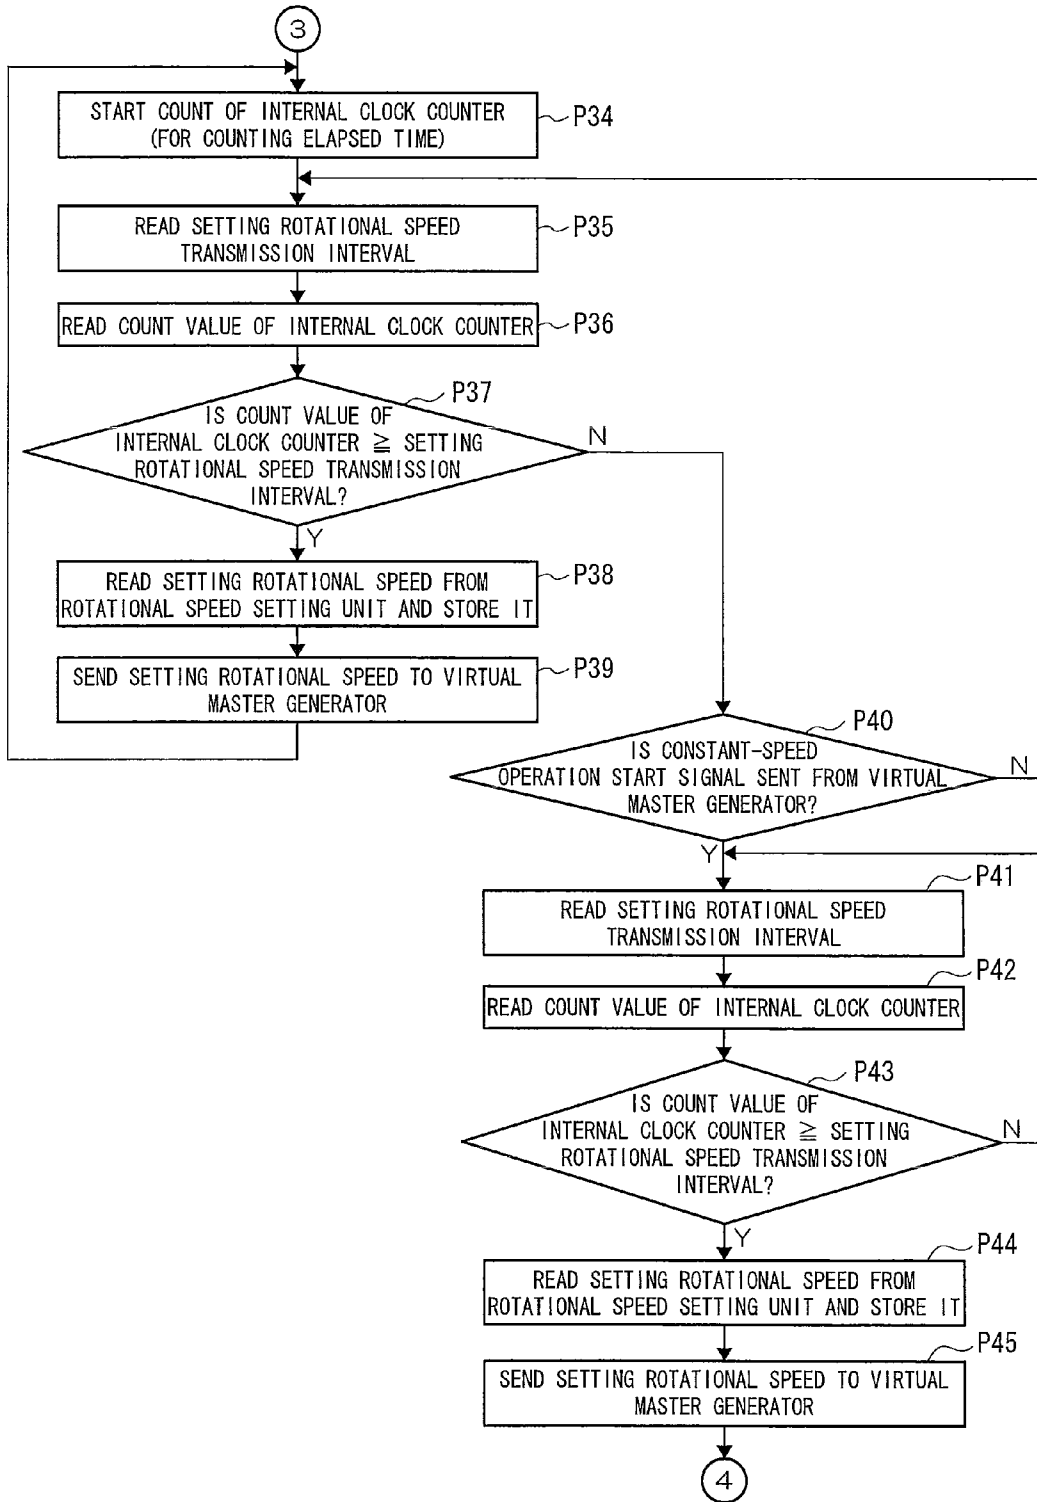 3
START COUNT OF INTERNAL CLOCK COUNTER
(FOR COUNTING ELAPSED TIME)
P34
READ SETTING ROTATIONAL SPEED
TRANSMISSION INTERVAL
P35
READ COUNT VALUE OF INTERNAL CLOCK COUNTER
P36
P37
IS COUNT VALUE OF
INTERNAL CLOCK COUNTER ≧ SETTING
ROTATIONAL SPEED TRANSMISSION
INTERVAL?
N
Y
READ SETTING ROTATIONAL SPEED FROM
ROTATIONAL SPEED SETTING UNIT AND STORE IT
P38
SEND SETTING ROTATIONAL SPEED TO VIRTUAL
MASTER GENERATOR
P39
P40
IS CONSTANT-SPEED
OPERATION START SIGNAL SENT FROM VIRTUAL
MASTER GENERATOR?
N
Y
P41
READ SETTING ROTATIONAL SPEED
TRANSMISSION INTERVAL
P42
READ COUNT VALUE OF INTERNAL CLOCK COUNTER
P43
IS COUNT VALUE OF
INTERNAL CLOCK COUNTER ≧ SETTING
ROTATIONAL SPEED TRANSMISSION
INTERVAL?
N
Y
P44
READ SETTING ROTATIONAL SPEED FROM
ROTATIONAL SPEED SETTING UNIT AND STORE IT
P45
SEND SETTING ROTATIONAL SPEED TO VIRTUAL
MASTER GENERATOR
4